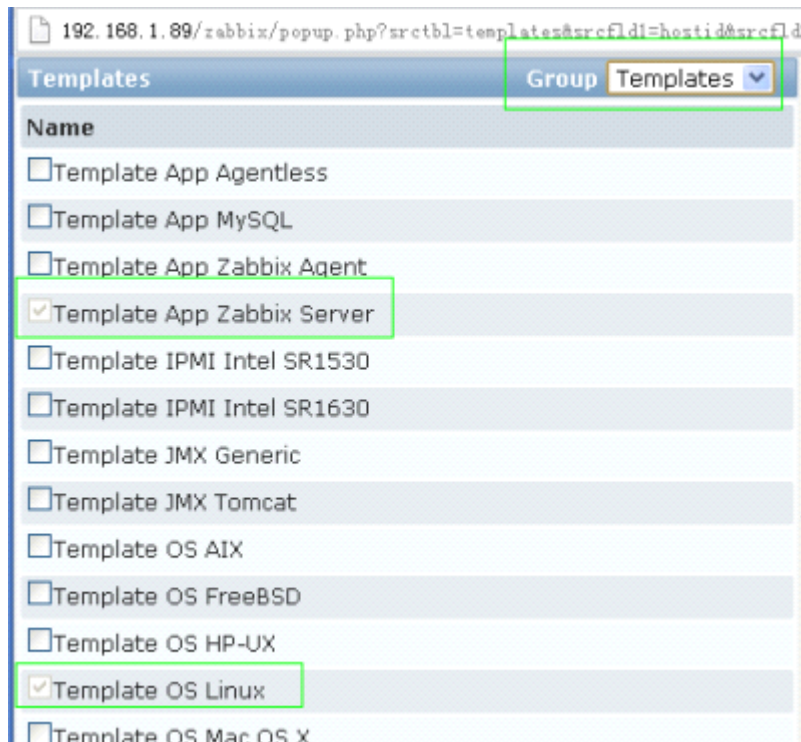 192.168.1.89/zabbix/popup.php?srctbl=templates&srcfld1=hostid&srcfld
Templates Group Templates
Name
Template App Agentless
Template App MySQL
Template App Zabbix Agent
Template App Zabbix Server
Template IPMI Intel SR1530
Template IPMI Intel SR1630
Template JMX Generic
Template JMX Tomcat
Template OS AIX
Template OS FreeBSD
Template OS HP-UX
Template OS Linux
Template OS Mac OS X